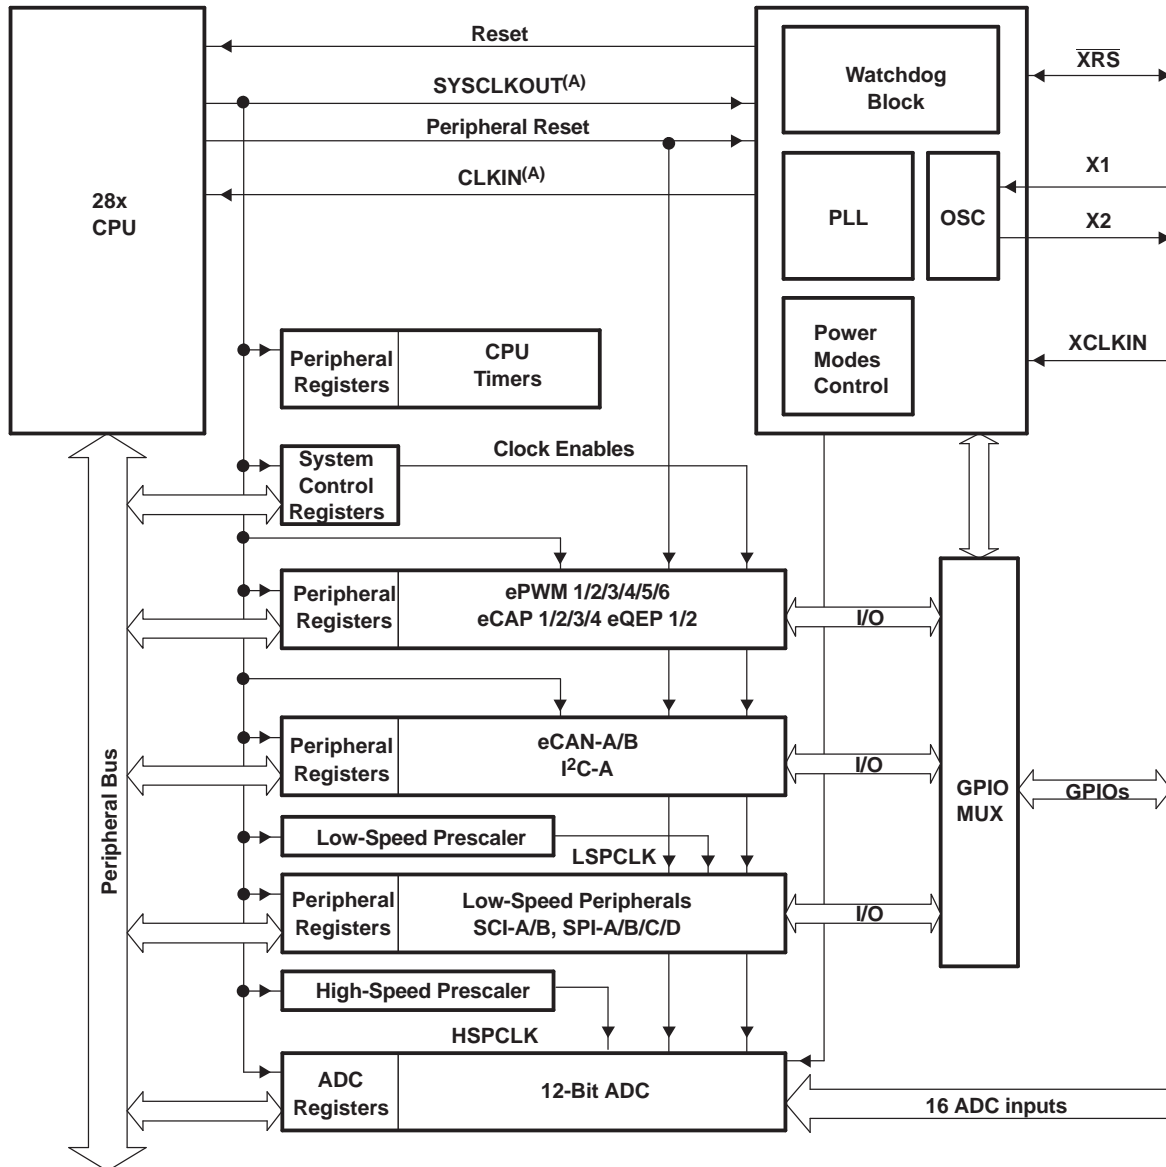 Reset
XRS
SYSCLKOUT(A)
Watchdog
Block
Peripheral Reset
CLKIN(A)
X1
28x
CPU
PLL
OSC
X2
Power
Modes
Control
XCLKIN
Peripheral
Registers
CPU
Timers
System
Control
Registers
Clock Enables
Peripheral
Registers
ePWM 1/2/3/4/5/6
eCAP 1/2/3/4 eQEP 1/2
I/O
Peripheral
Registers
eCAN-A/B
I²C-A
I/O
GPIO
MUX
GPIOs
Peripheral Bus
Low-Speed Prescaler
LSPCLK
Peripheral
Registers
Low-Speed Peripherals
SCI-A/B, SPI-A/B/C/D
I/O
High-Speed Prescaler
HSPCLK
ADC
Registers
12-Bit ADC
16 ADC inputs